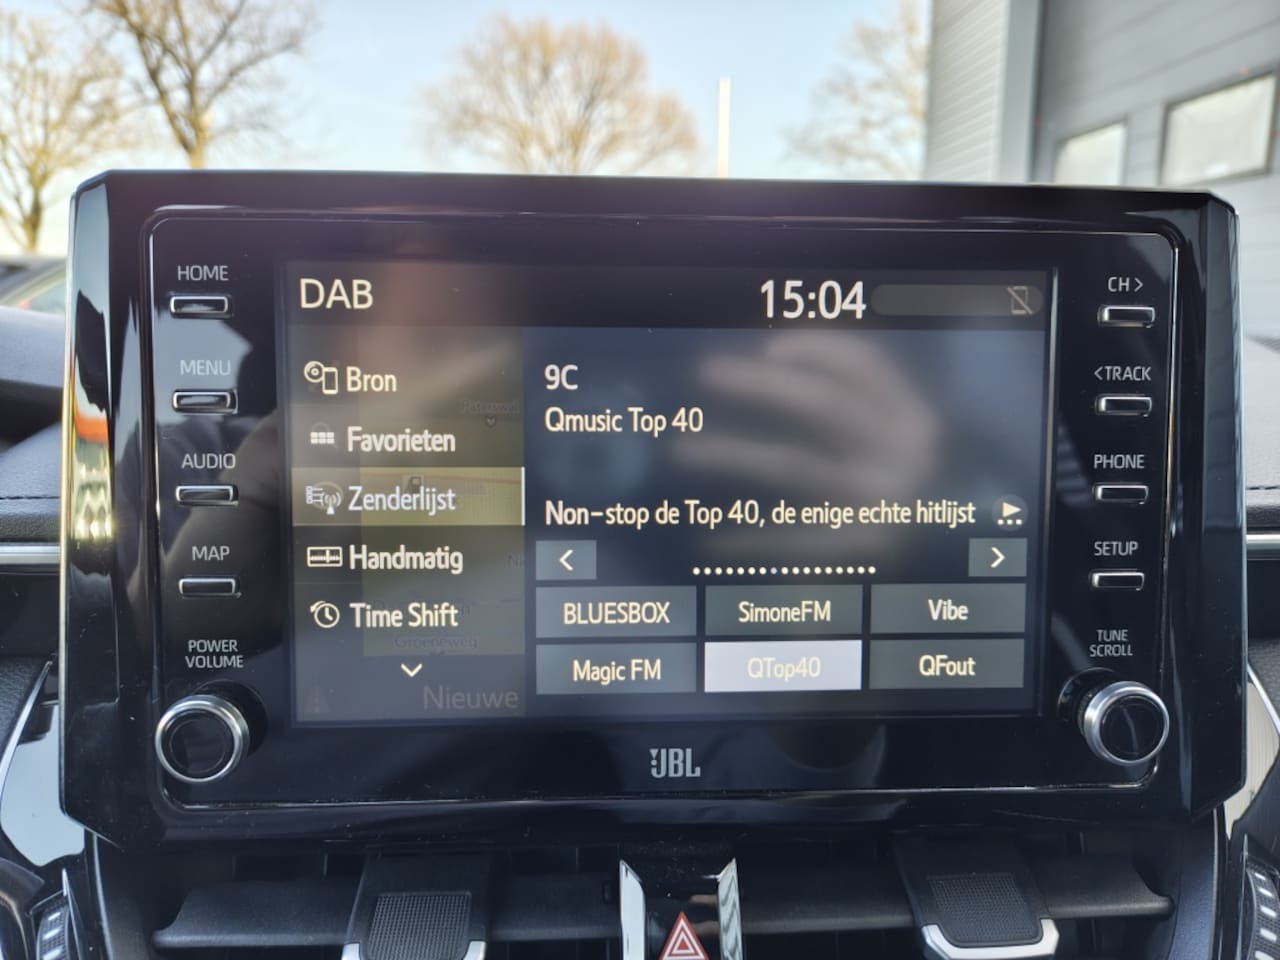 HOME
MENU
AUDIO
MAP
POWER
VOLUME
DAB
15:04
Bron
Favorieten
Zenderlijst
Handmatig
Time Shift
Groeneweg
Nieuwe
9C
Qmusic Top 40
Non-stop de Top 40, de enige echte hitlijst
<
>
BLUESBOX
SimoneFM
Vibe
Magic FM
QTop40
QFout
JBL
CH >
<TRACK
PHONE
SETUP
TUNE
SCROLL